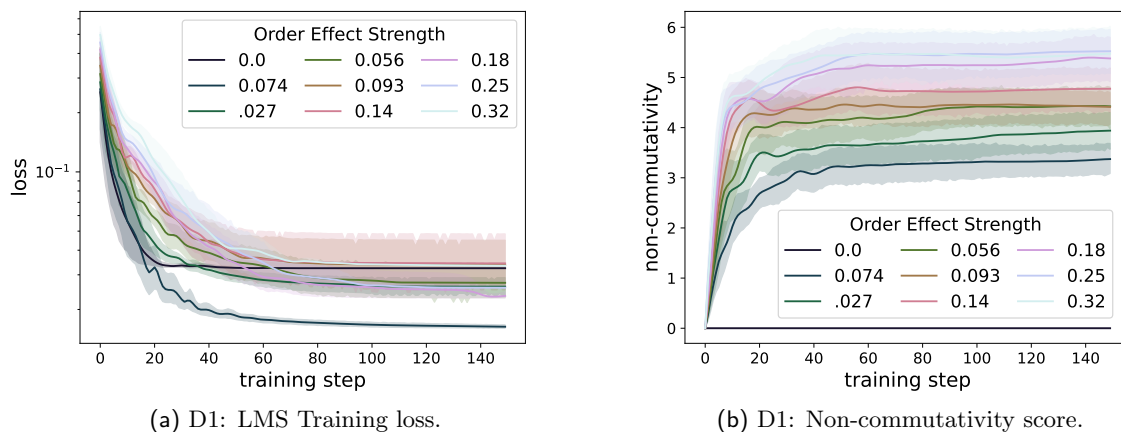 Order Effect Strength
0.0 0.056 0.18
0.074 0.093 0.25
.027 0.14 0.32
loss
10⁻¹
0 20 40 60 80 100 120 140
training step
(a) D1: LMS Training loss.
6
5
4
3
2
1
0
non-commutativity
Order Effect Strength
0.0 0.056 0.18
0.074 0.093 0.25
.027 0.14 0.32
0 20 40 60 80 100 120 140
training step
(b) D1: Non-commutativity score.